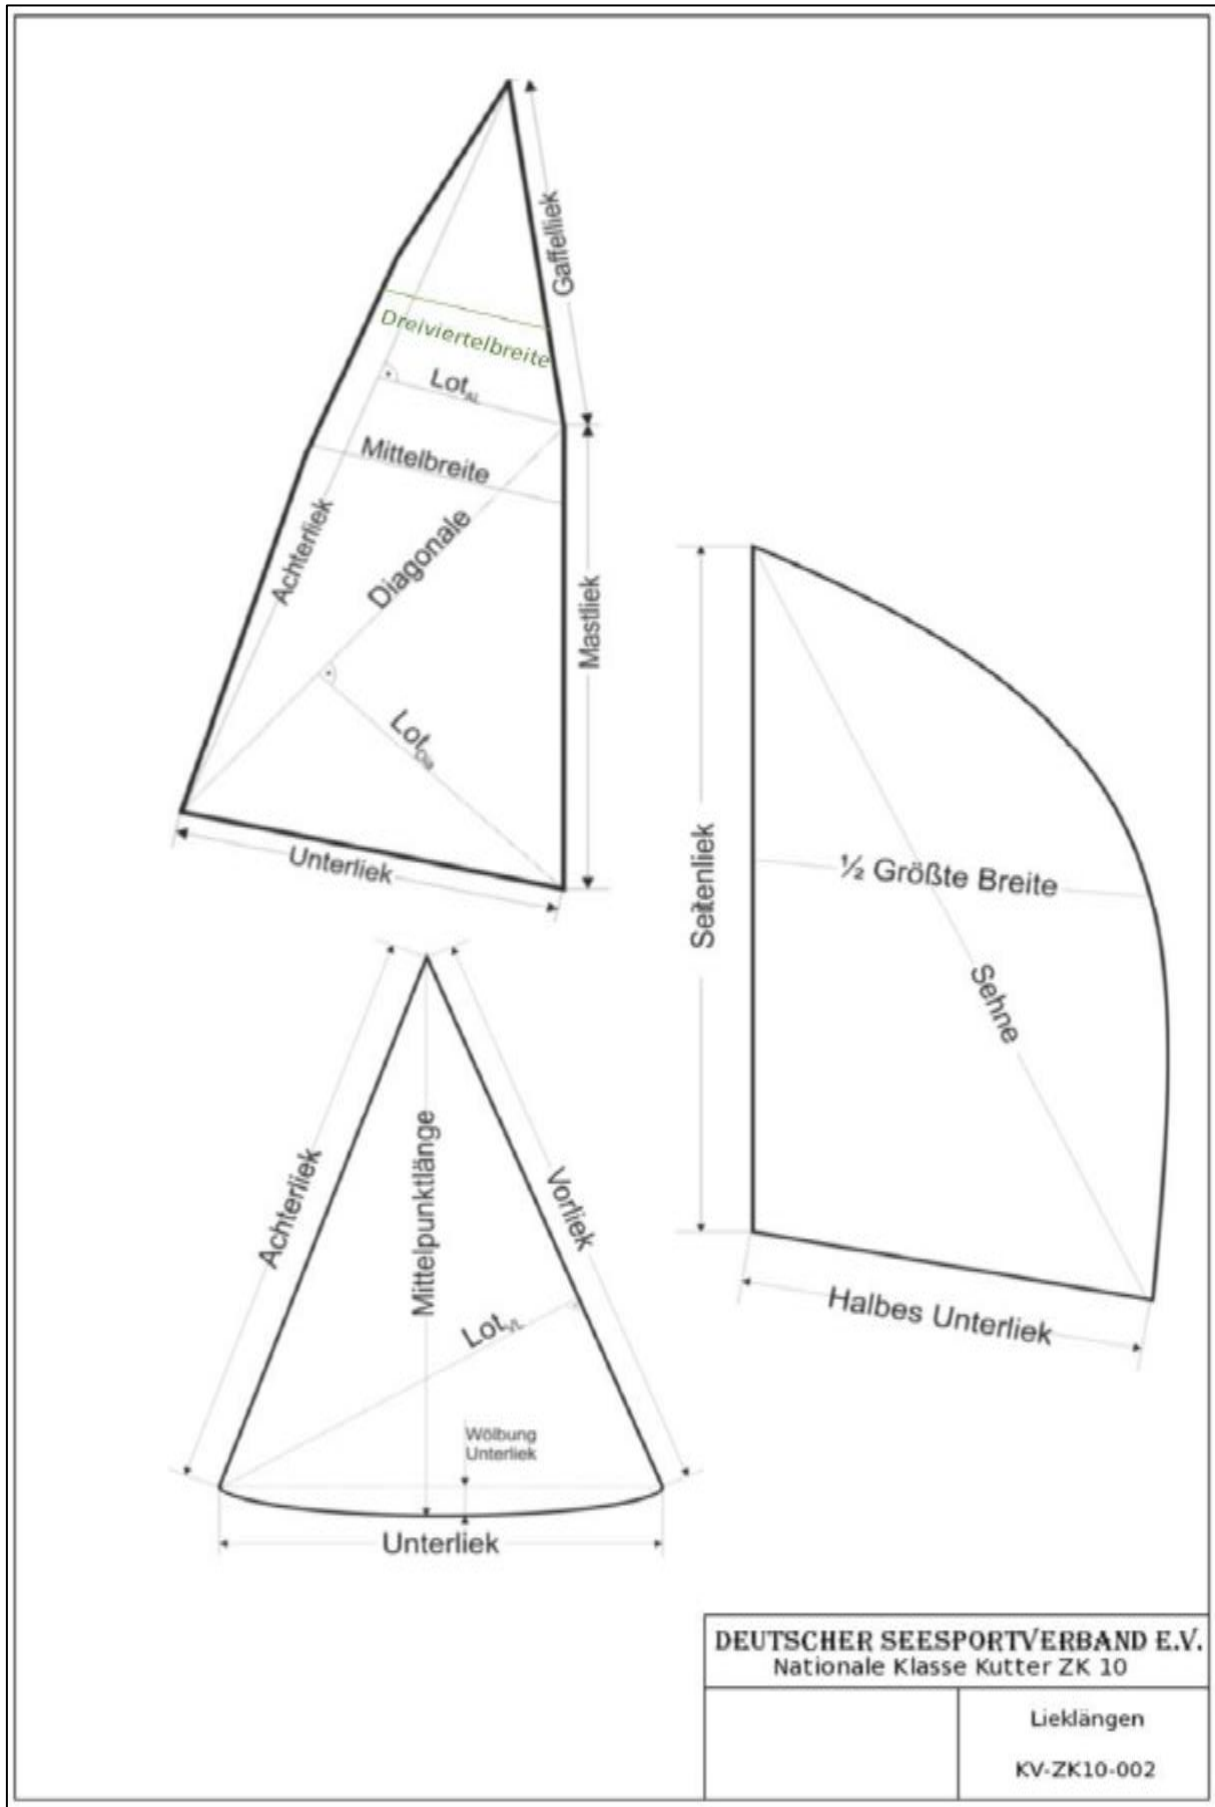 Gaffelliek
Dreiviertelbreite
Lot AL
Mittelbreite
Achterliek
Diagonale
Mastliek
Lot Dia
Unterliek
Seitenliek
½ Größte Breite
Sehne
Halbes Unterliek
Achterliek
Mittelpunktlänge
Vorliek
Lot VL
Wölbung
Unterliek
Unterliek
DEUTSCHER SEESPORTVERBAND E.V.
Nationale Klasse Kutter ZK 10
Lieklängen
KV-ZK10-002